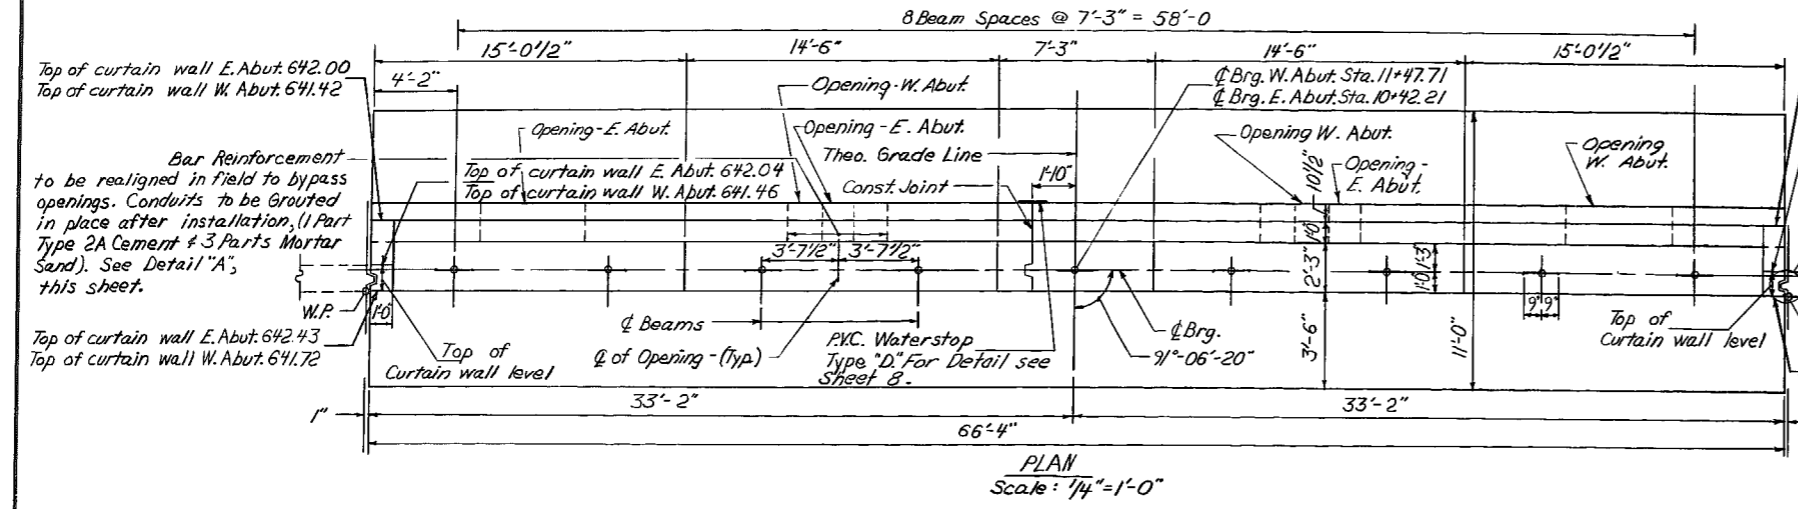 8 Beam Spaces @ 7'-3" = 58'-0
15'-0 1/2"
14'-6"
7'-3"
14'-6"
15'-0 1/2"
Top of curtain wall E. Abut. 642.00
Top of curtain wall W. Abut. 641.42
4'-2"
Opening - W. Abut.
℄ Brg. W. Abut. Sta. 11+47.71
℄ Brg. E. Abut. Sta. 10+42.21
Opening - E. Abut.
Opening - E. Abut.
Opening W. Abut.
Opening
W. Abut.
Bar Reinforcement
to be realigned in field to bypass
openings. Conduits to be Grouted
in place after installation, (1 Part
Type 2A Cement & 3 Parts Mortar
Sand). See Detail "A",
this sheet.
Theo. Grade Line
Opening -
E. Abut.
Top of curtain wall E. Abut. 642.04
Top of curtain wall W. Abut. 641.46
Const. Joint
1'-10"
10 1/2"
1'-0
3'-7 1/2"
3'-7 1/2"
2'-3"
1'-3"
1'-0
9"
9"
W.P.
1'-0
Top of curtain wall E. Abut. 642.43
Top of curtain wall W. Abut. 641.72
Top of
Curtain wall level
℄ Beams
℄ of Opening - (Typ.)
P.V.C. Waterstop
Type "D." For Detail see
Sheet 8.
℄ Brg.
91°-06'-20"
3'-6"
11'-0"
Top of
Curtain wall level
1"
33'-2"
33'-2"
66'-4"
PLAN
Scale: 1/4"=1'-0"